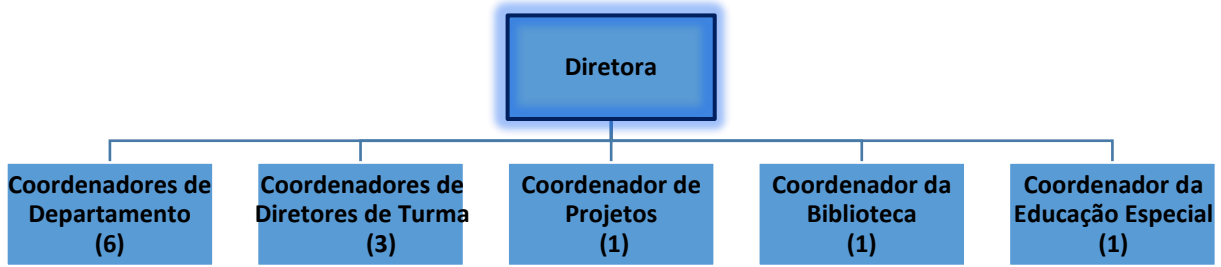 Diretora
Coordenadores de
Departamento
(6)
Coordenadores de
Diretores de Turma
(3)
Coordenador de
Projetos
(1)
Coordenador da
Biblioteca
(1)
Coordenador da
Educação Especial
(1)